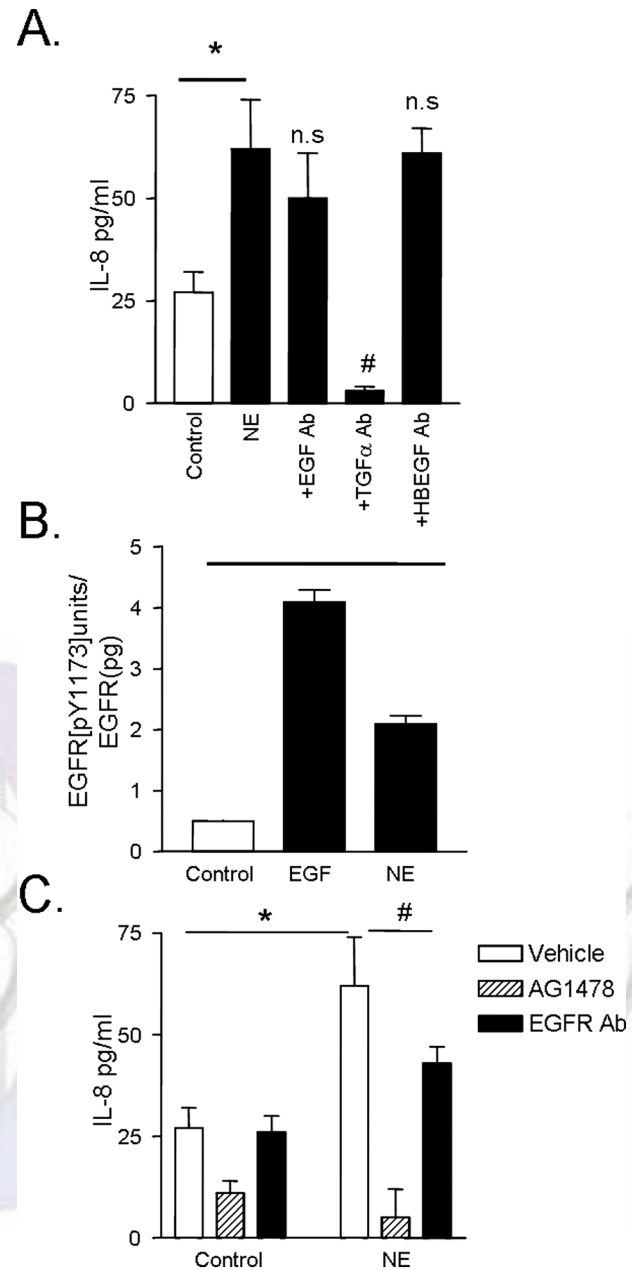 A.
*
n.s
n.s
#
75
50
25
0
IL-8 pg/ml
Control
NE
+EGF Ab
+TGFα Ab
+HBEGF Ab
B.
5
4
3
2
1
0
EGFR[pY1173]units/
EGFR(pg)
Control EGF NE
C.
*
#
75
50
25
0
IL-8 pg/ml
Vehicle
AG1478
EGFR Ab
Control NE